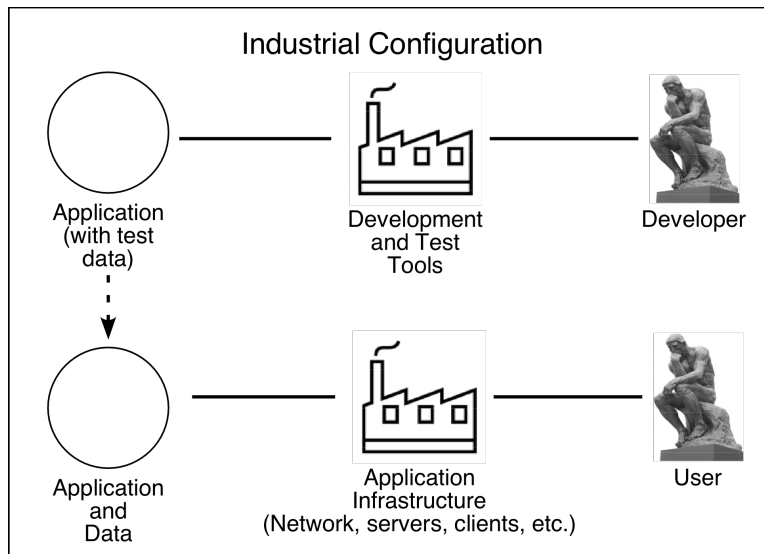 Industrial Configuration
Application
(with test
data)
Development
and Test
Tools
Developer
Application
and
Data
Application
Infrastructure
(Network, servers, clients, etc.)
User